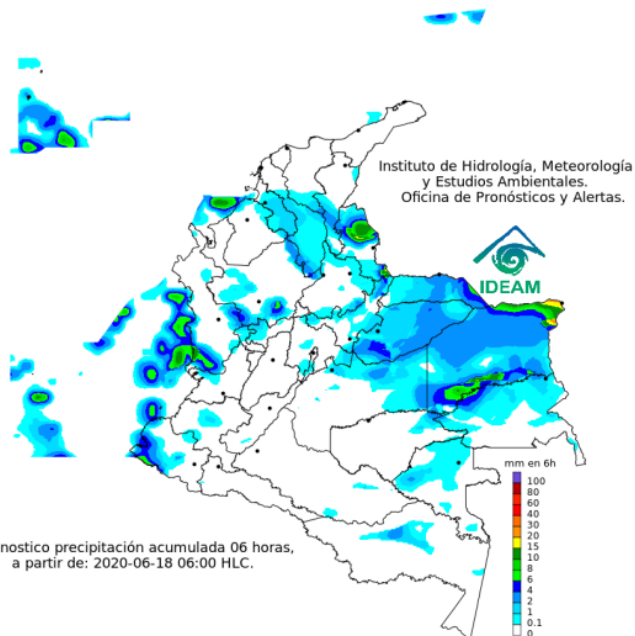 Instituto de Hidrología, Meteorología
y Estudios Ambientales.
Oficina de Pronósticos y Alertas.
IDEAM
mm en 6h
100
80
60
40
30
20
15
10
8
6
4
2
1
0.1
0
nostico precipitación acumulada 06 horas,
a partir de: 2020-06-18 06:00 HLC.